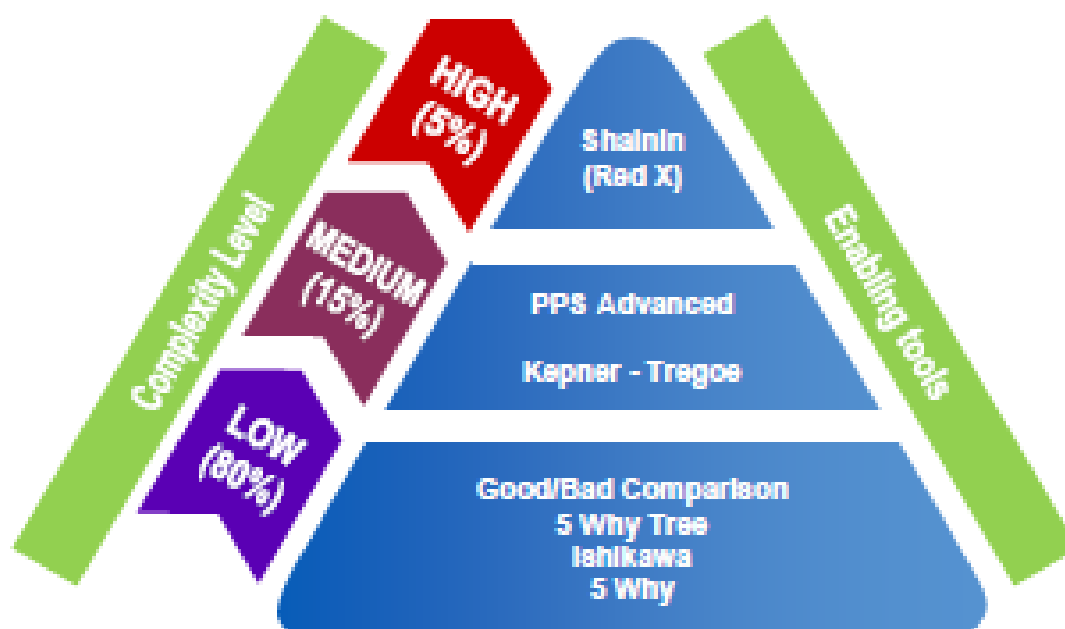 Complexity Level
HIGH
(5%)
MEDIUM
(15%)
LOW
(80%)
Shainin
(Red X)
PPS Advanced
Kepner - Tregoe
Good/Bad Comparison
5 Why Tree
Ishikawa
5 Why
Enabling tools